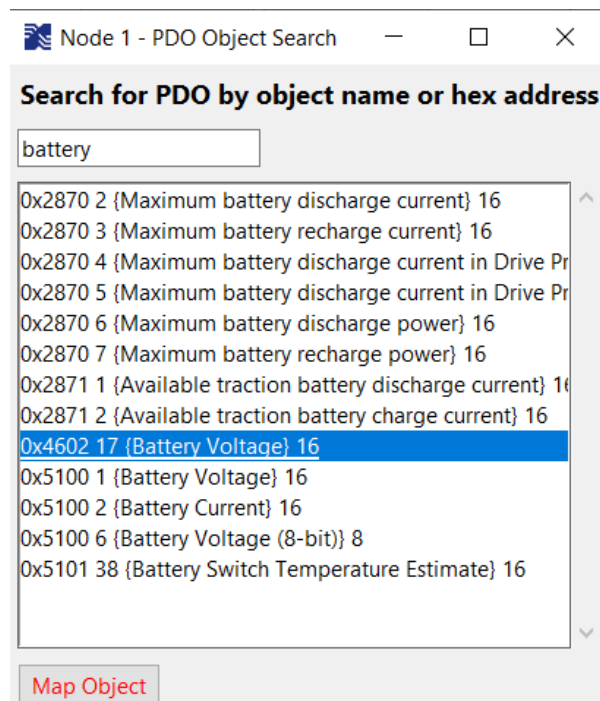 Node 1 - PDO Object Search
Search for PDO by object name or hex address
battery
0x2870 2 {Maximum battery discharge current} 16
0x2870 3 {Maximum battery recharge current} 16
0x2870 4 {Maximum battery discharge current in Drive Pr
0x2870 5 {Maximum battery discharge current in Drive Pr
0x2870 6 {Maximum battery discharge power} 16
0x2870 7 {Maximum battery recharge power} 16
0x2871 1 {Available traction battery discharge current} 16
0x2871 2 {Available traction battery charge current} 16
0x4602 17 {Battery Voltage} 16
0x5100 1 {Battery Voltage} 16
0x5100 2 {Battery Current} 16
0x5100 6 {Battery Voltage (8-bit)} 8
0x5101 38 {Battery Switch Temperature Estimate} 16
Map Object